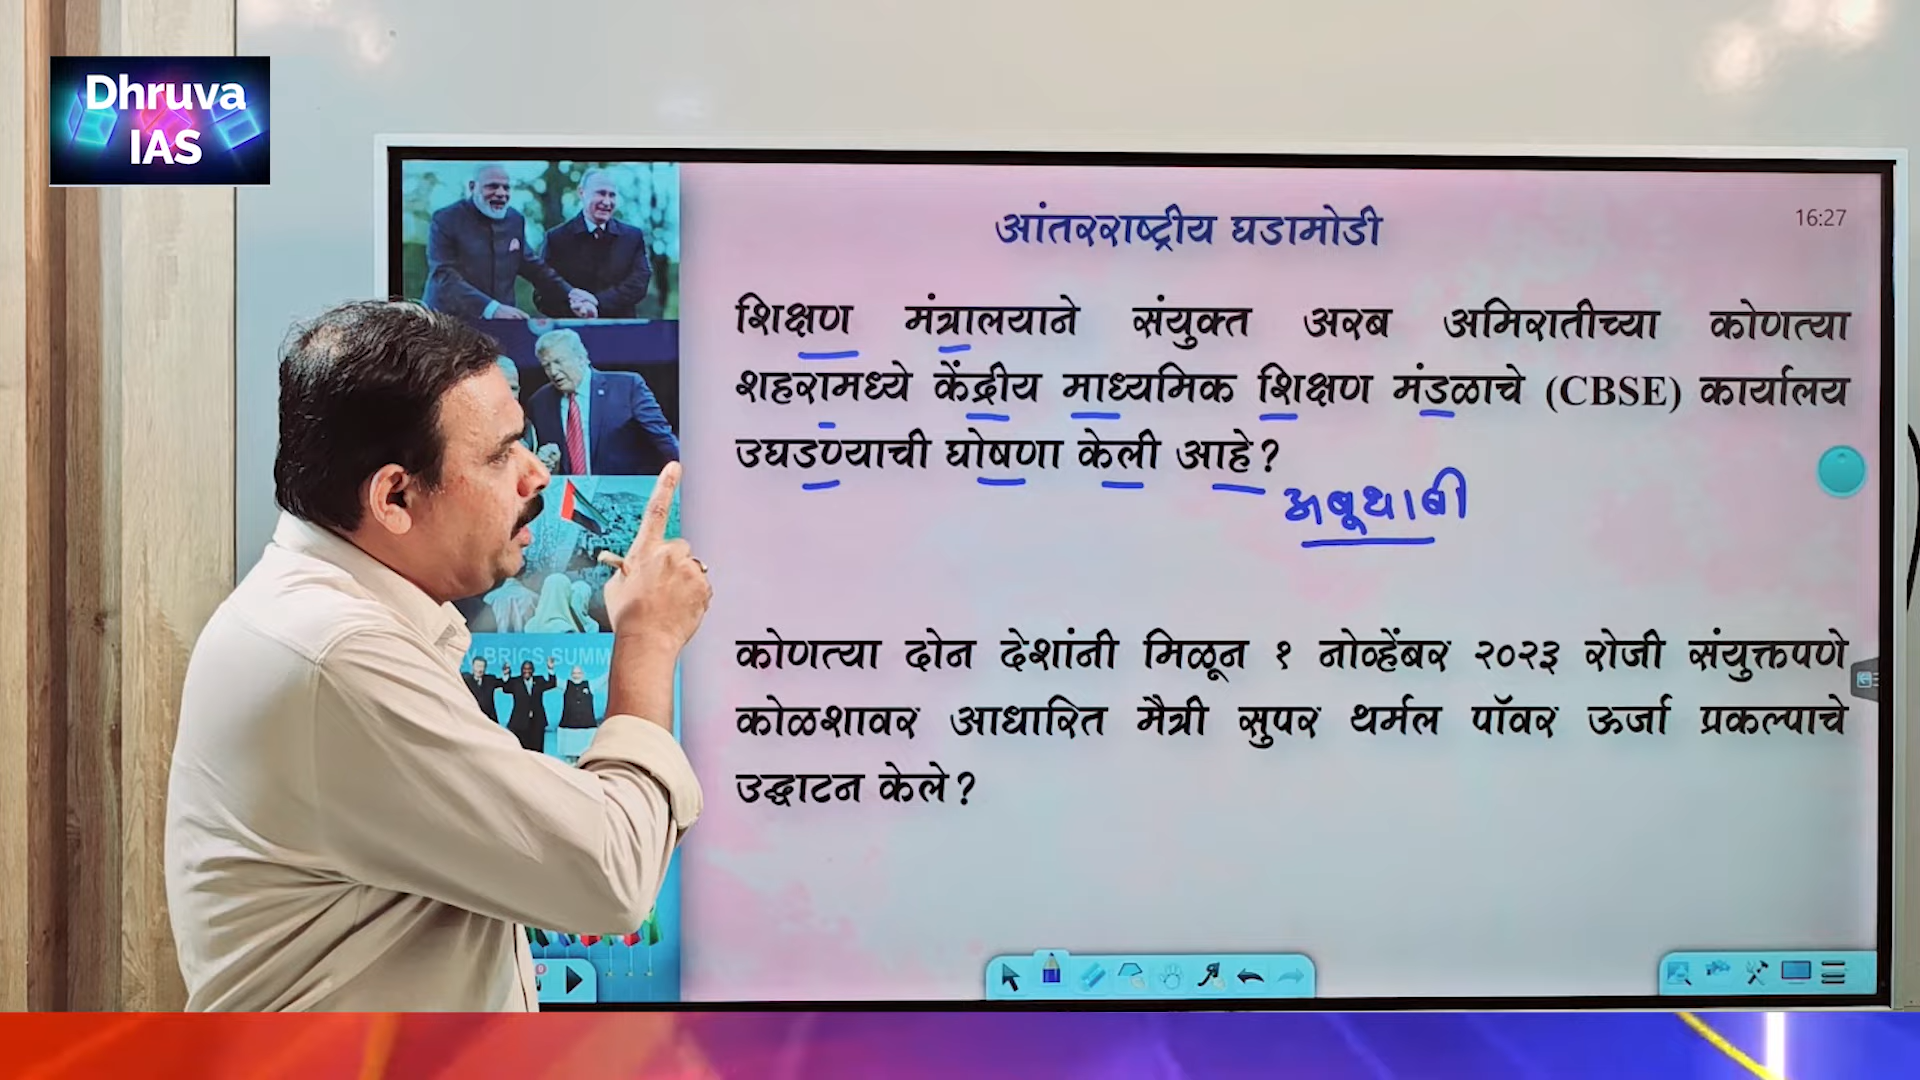 Dhruva
IAS
आंतरराष्ट्रीय घडामोडी
16:27
शिक्षण मंत्रालयाने संयुक्त अरब अमिरातीच्या कोणत्या
शहरामध्ये केंद्रीय माध्यमिक शिक्षण मंडळाचे (CBSE) कार्यालय
उघडण्याची घोषणा केली आहे?
अबूधाबी
कोणत्या दोन देशांनी मिळून १ नोव्हेंबर २०२३ रोजी संयुक्तपणे
कोळशावर आधारित मैत्री सुपर थर्मल पॉवर ऊर्जा प्रकल्पाचे
उद्घाटन केले?
BRICS SUMM